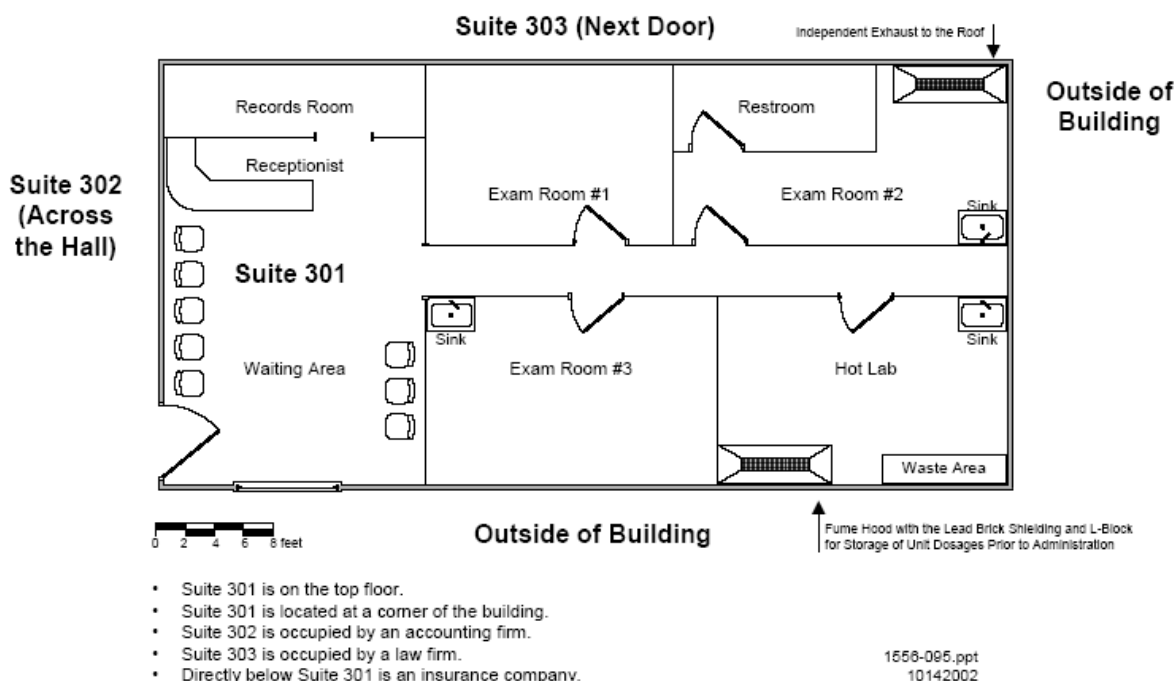 Suite 303 (Next Door)
Independent Exhaust to the Roof
Outside of
Building
Records Room
Restroom
Receptionist
Suite 302
(Across
the Hall)
Exam Room #1
Exam Room #2
Sink
Suite 301
Sink
Sink
Waiting Area
Exam Room #3
Hot Lab
Waste Area
0 2 4 6 8 feet
Outside of Building
Fume Hood with the Lead Brick Shielding and L-Block
for Storage of Unit Dosages Prior to Administration
• Suite 301 is on the top floor.
• Suite 301 is located at a corner of the building.
• Suite 302 is occupied by an accounting firm.
• Suite 303 is occupied by a law firm.
• Directly below Suite 301 is an insurance company.
1556-095.ppt
10142002